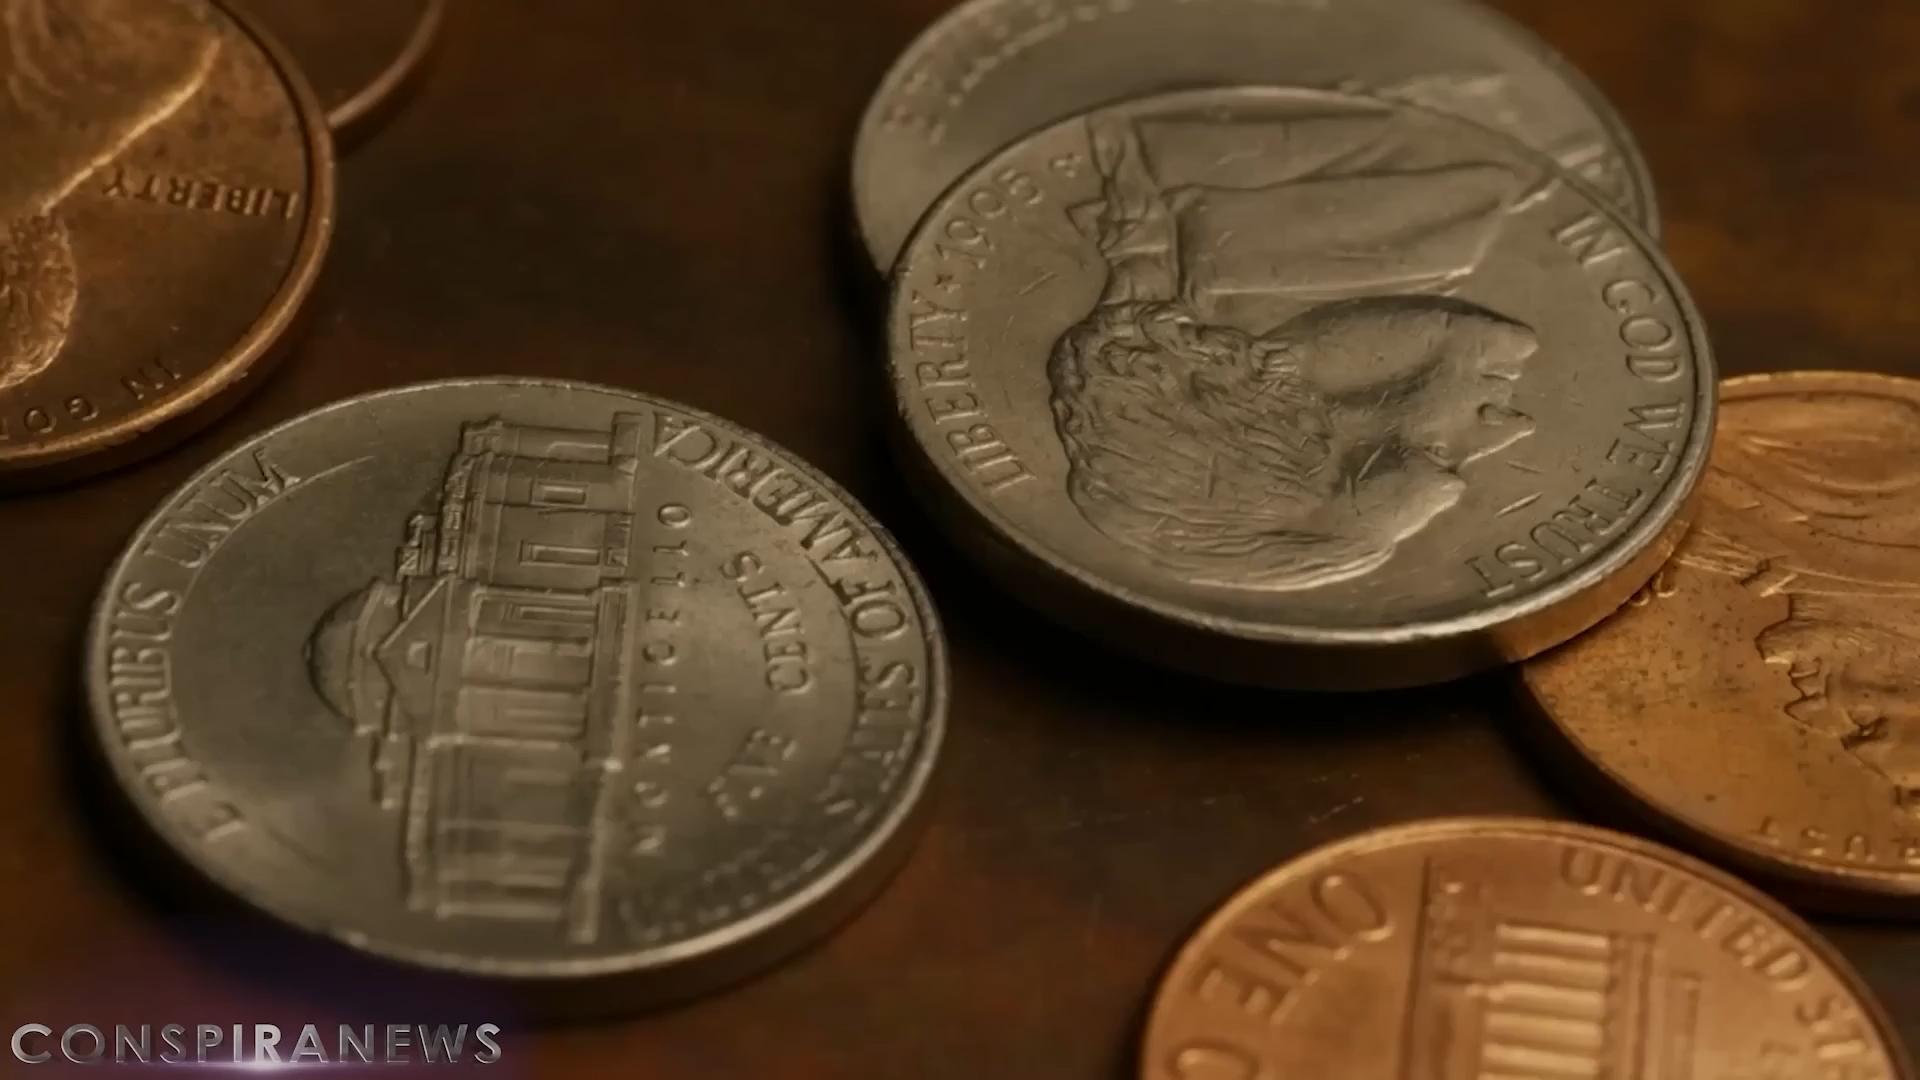 LIBERTY
IN GOD
LIBERTY ★ 1995
IN GOD WE TRUST
E PLURIBUS UNUM
MONTICELLO
FIVE CENTS
UNITED STATES OF AMERICA
ONE
UNITED
CONSPIRANEWS